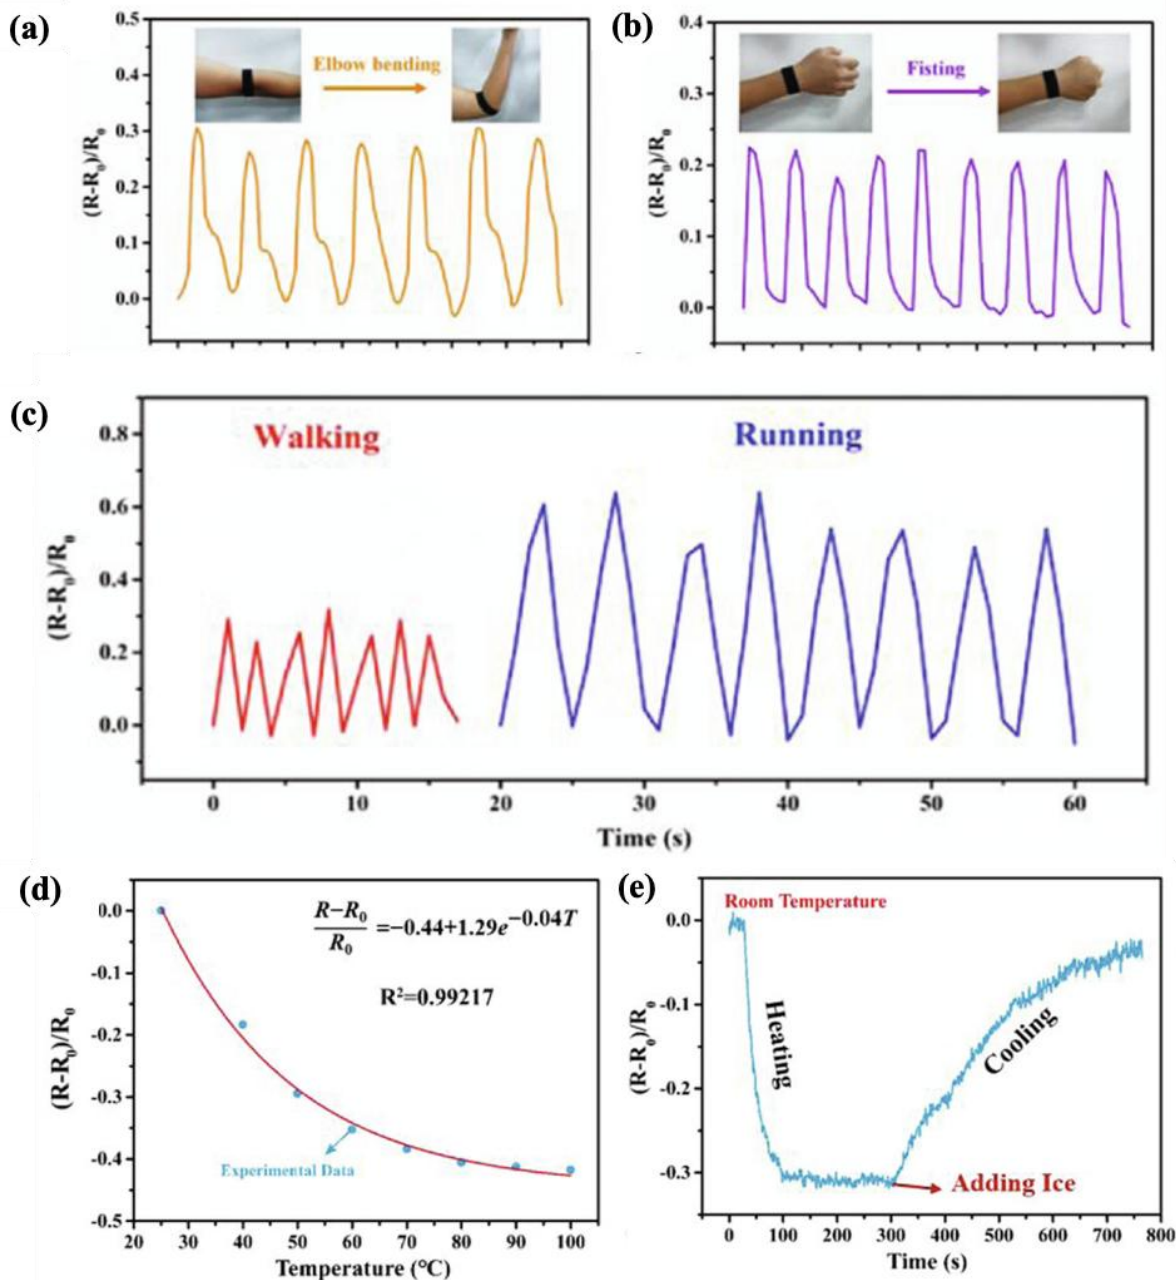 (a)
0.5
0.4
0.3
0.2
0.1
0.0
(R-R₀)/R₀
Elbow bending
(b)
0.4
0.3
0.2
0.1
0.0
(R-R₀)/R₀
Fisting
(c)
0.8
0.6
0.4
0.2
0.0
(R-R₀)/R₀
Walking
Running
0 10 20 30 40 50 60
Time (s)
(d)
0.0
-0.1
-0.2
-0.3
-0.4
-0.5
(R-R₀)/R₀
(R−R₀)/R₀ =−0.44+1.29e^−0.04T
R²=0.99217
Experimental Data
20 30 40 50 60 70 80 90 100
Temperature (°C)
(e)
0.0
-0.1
-0.2
-0.3
(R-R₀)/R₀
Room Temperature
Heating
Cooling
Adding Ice
0 100 200 300 400 500 600 700 800
Time (s)